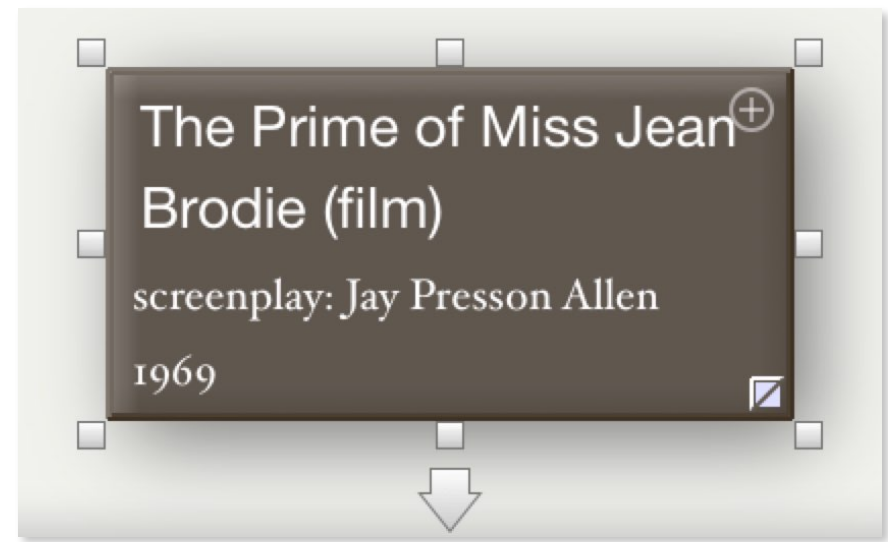 The Prime of Miss Jean
Brodie (film)
screenplay: Jay Presson Allen
1969